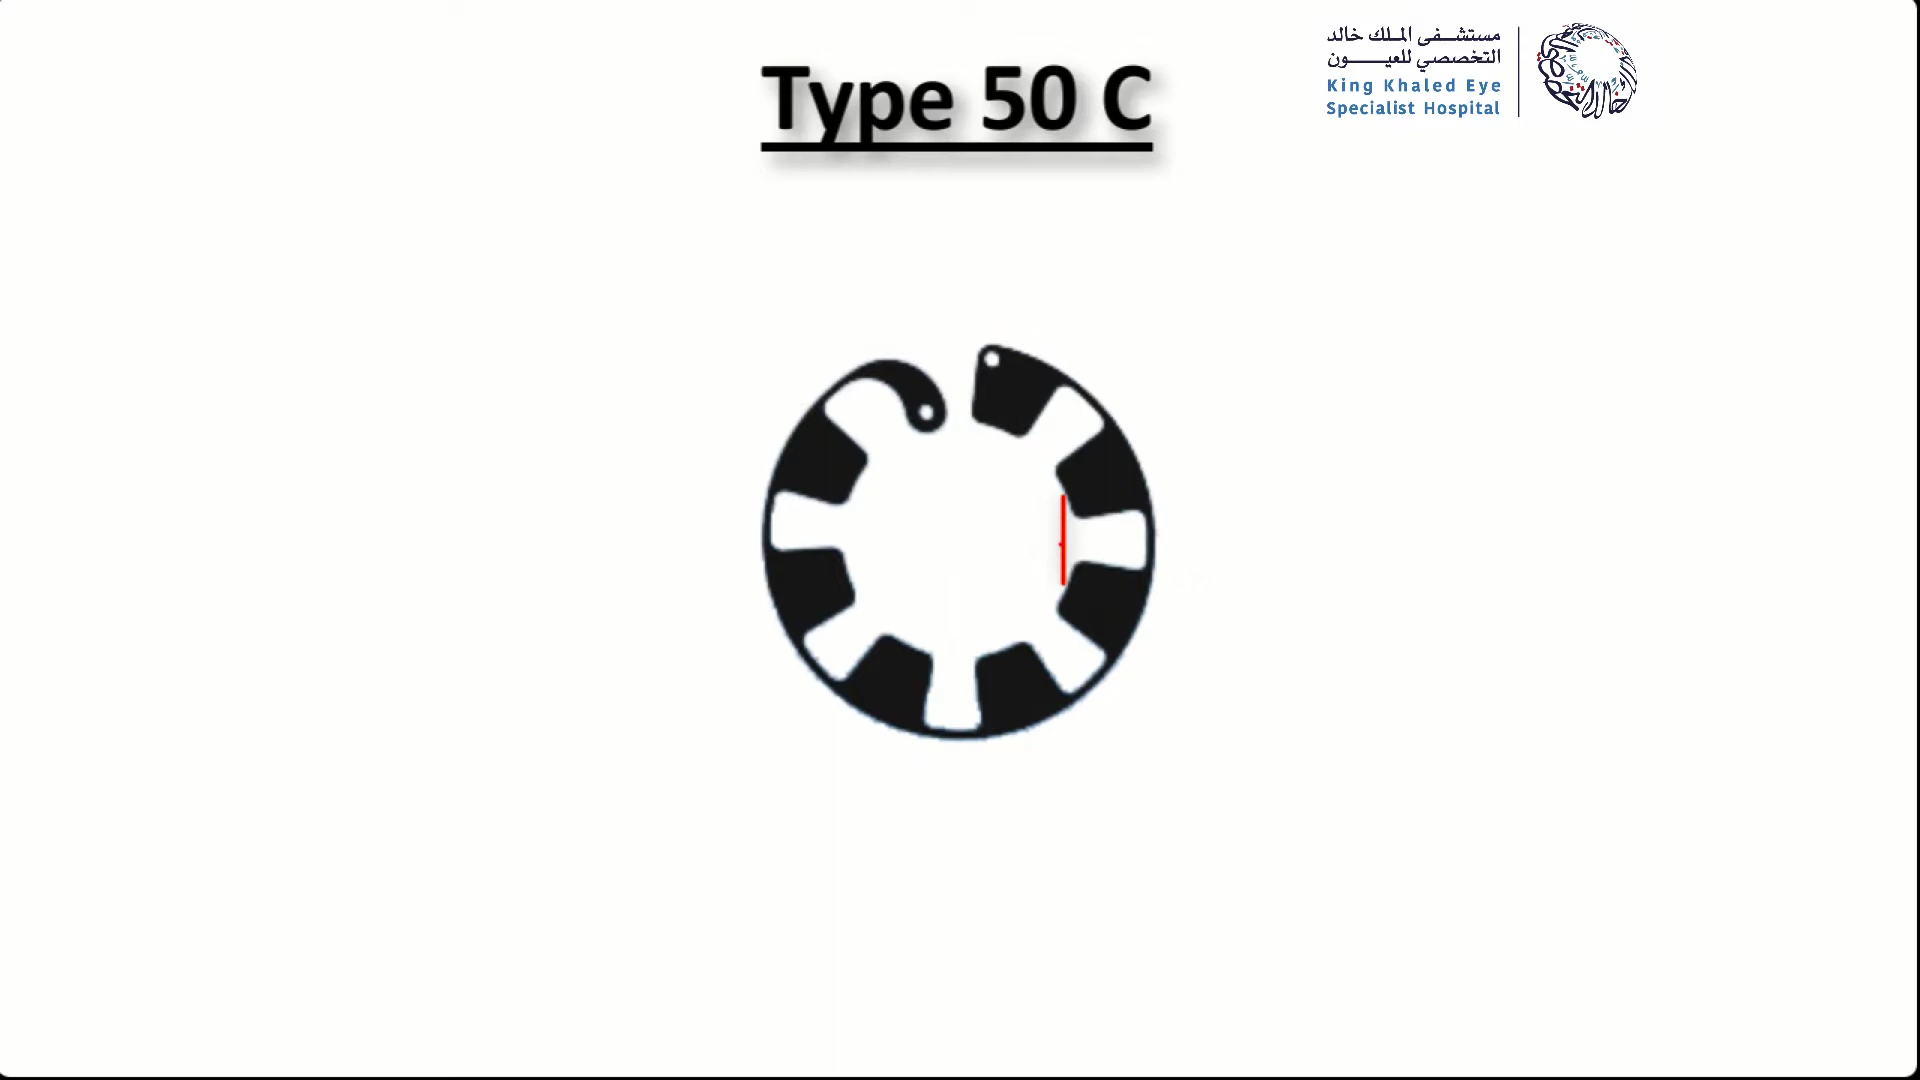 Type 50 C
مستشفى الملك خالد
التخصصي للعيون
King Khaled Eye
Specialist Hospital